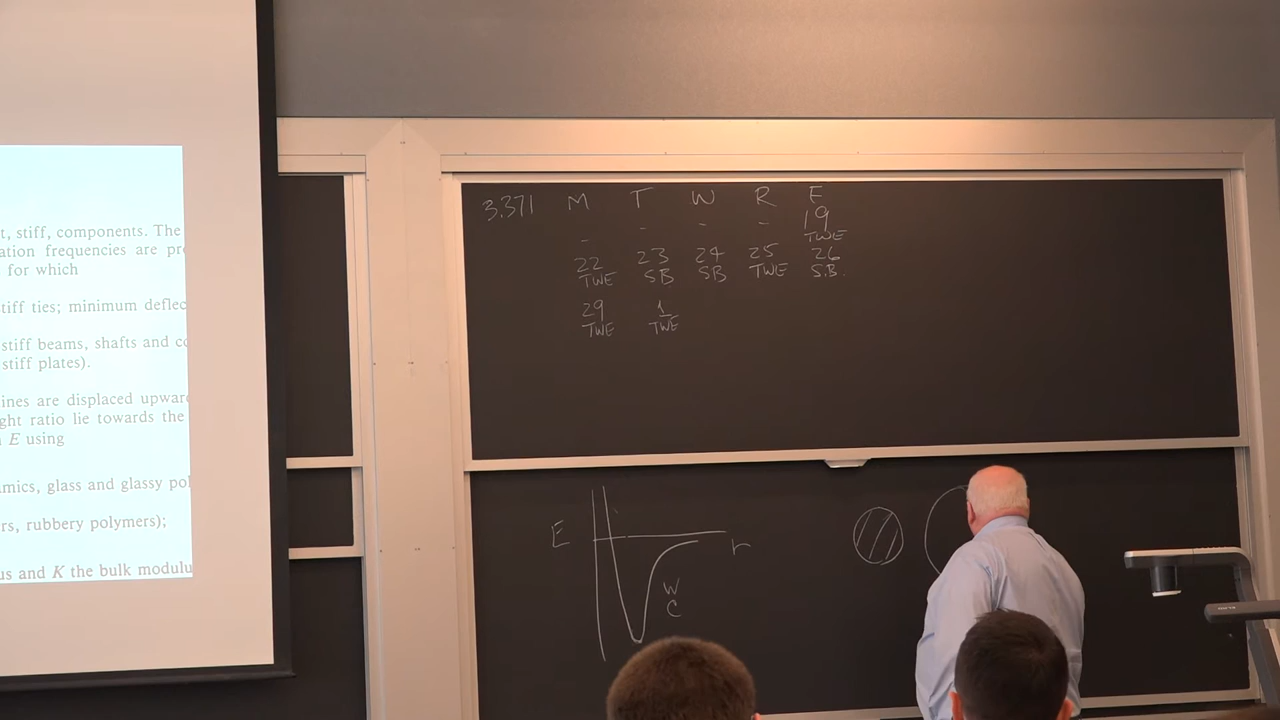 t, stiff, components. The
ation frequencies are pr
for which
tiff ties; minimum deflec
stiff beams, shafts and co
stiff plates).
ines are displaced upwar
ght ratio lie towards the
E using
mics, glass and glassy pol
rs, rubbery polymers);
us and K the bulk modulu
3.371 M T W R F
- - - - 19
TWE
22 23 24 25 26
TWE SB SB TWE S.B.
29 1
TWE TWE
E
r
W
C